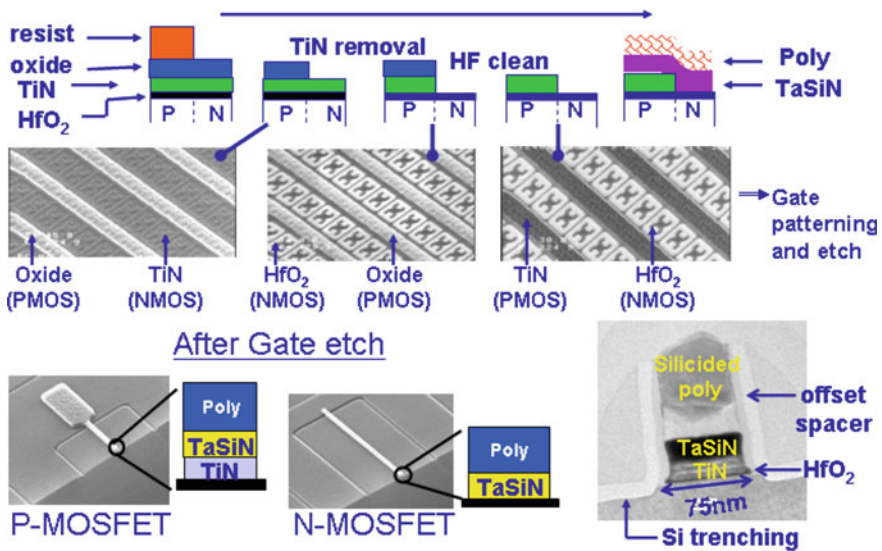 resist
oxide
TiN
HfO₂
TiN removal
HF clean
Poly
TaSiN
P N
P N
P N
P N
P N
Oxide
(PMOS)
TiN
(NMOS)
HfO₂
(NMOS)
Oxide
(PMOS)
TiN
(PMOS)
HfO₂
(NMOS)
Gate
patterning
and etch
After Gate etch
Poly
TaSiN
TiN
P-MOSFET
Poly
TaSiN
N-MOSFET
Silicided
poly
offset
spacer
TaSiN
TiN
HfO₂
75nm
Si trenching